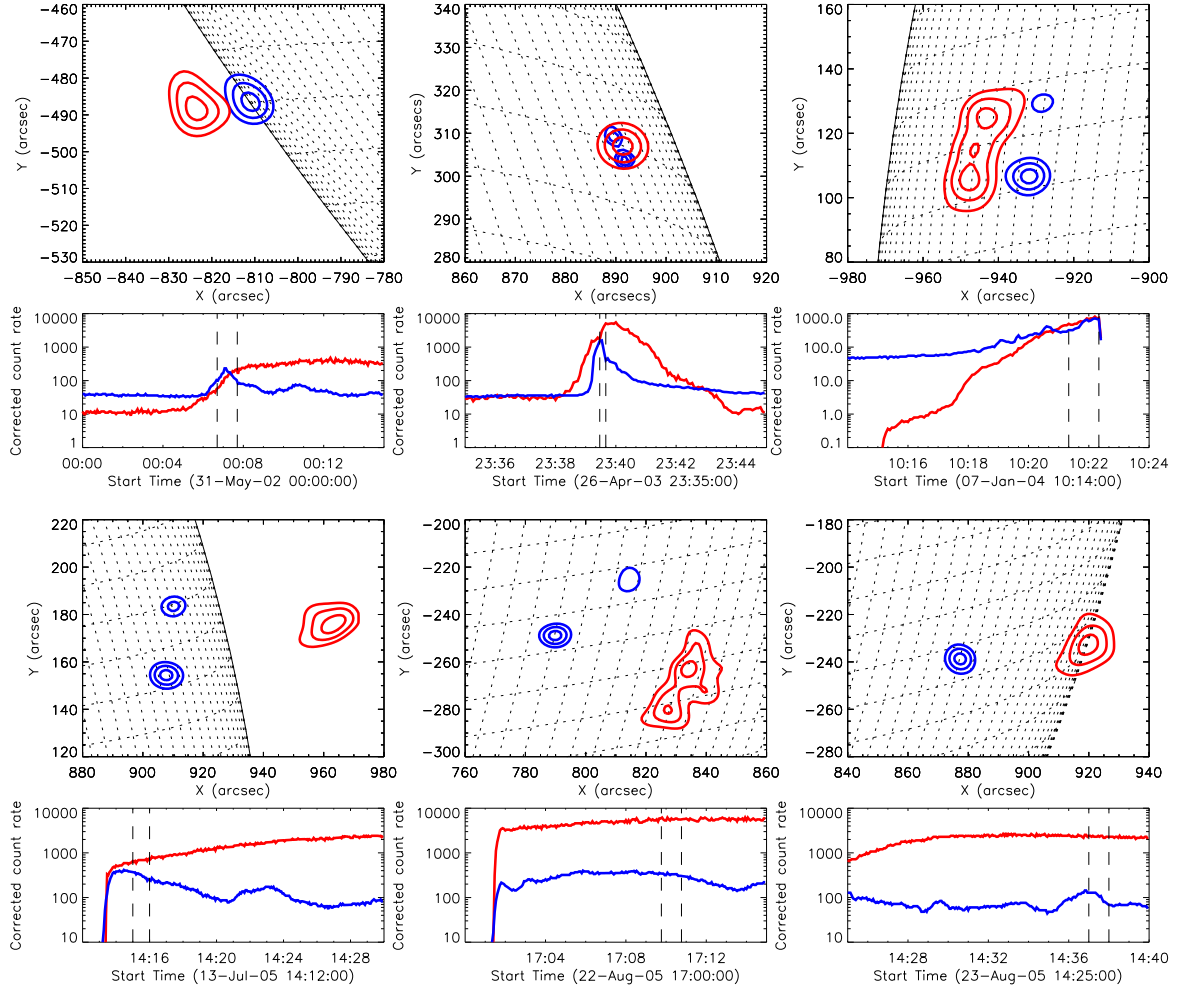 -460
-470
-480
-490
-500
-510
-520
-530
Y (arcsec)
-850 -840 -830 -820 -810 -800 -790 -780
X (arcsec)
340
330
320
310
300
290
280
Y (arcsec)
860 870 880 890 900 910 920
X (arcsecs)
160
140
120
100
80
Y (arcsec)
-980 -960 -940 -920 -900
X (arcsec)
Corrected count rate
10000
1000
100
10
1
00:00 00:04 00:08 00:12
Start Time (31-May-02 00:00:00)
Corrected count rate
10000
1000
100
10
1
23:36 23:38 23:40 23:42 23:44
Start Time (26-Apr-03 23:35:00)
Corrected count rate
1000.0
100.0
10.0
1.0
0.1
10:16 10:18 10:20 10:22 10:24
Start Time (07-Jan-04 10:14:00)
220
200
180
160
140
120
Y (arcsec)
880 900 920 940 960 980
X (arcsec)
-200
-220
-240
-260
-280
-300
Y (arcsec)
760 780 800 820 840 860
X (arcsec)
-180
-200
-220
-240
-260
-280
Y (arcsec)
840 860 880 900 920 940
X (arcsec)
Corrected count rate
10000
1000
100
10
14:16 14:20 14:24 14:28
Start Time (13-Jul-05 14:12:00)
Corrected count rate
10000
1000
100
10
17:04 17:08 17:12
Start Time (22-Aug-05 17:00:00)
Corrected count rate
10000
1000
100
10
14:28 14:32 14:36 14:40
Start Time (23-Aug-05 14:25:00)